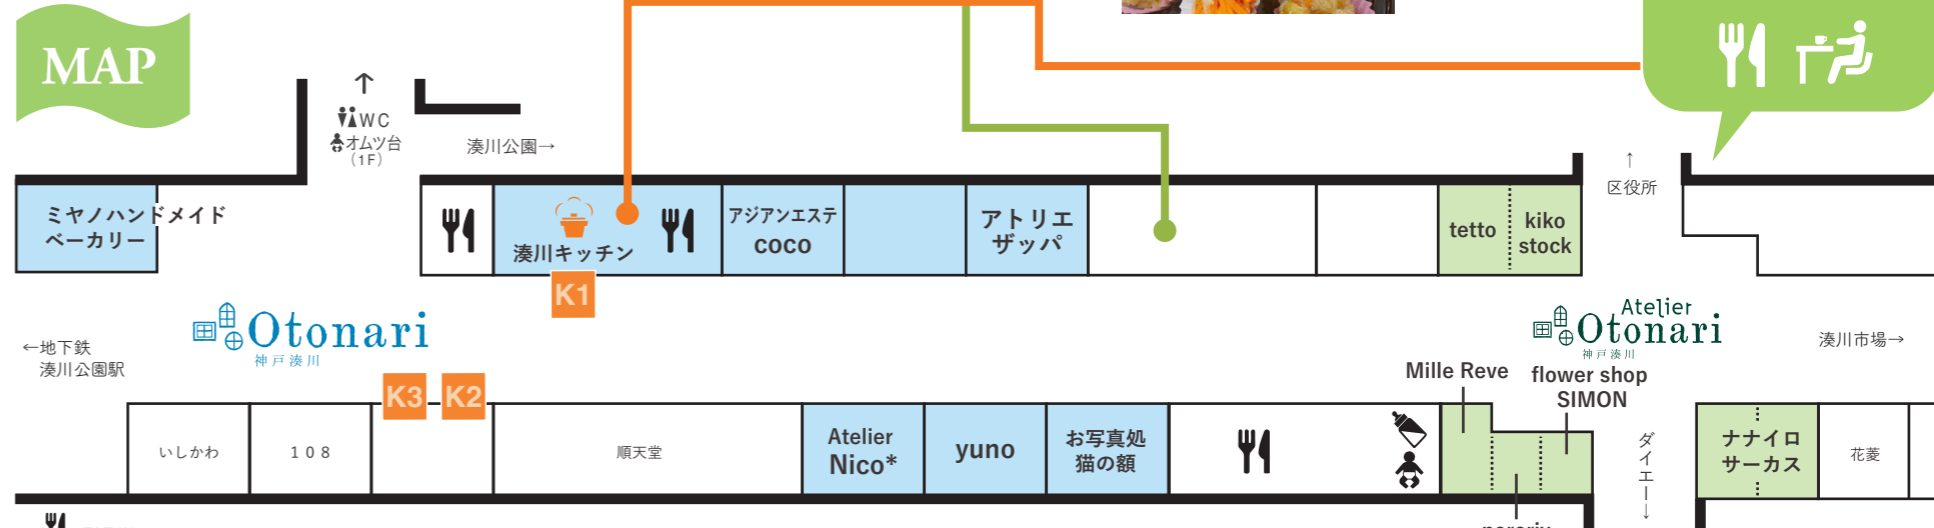 MAP
↑
WC
オムツ台
（1F）
湊川公園→
↑
区役所
ミヤノハンドメイド
ベーカリー
湊川キッチン
K1
アジアンエステ
coco
アトリエ
ザッパ
tetto
kiko
stock
Otonari
神戸湊川
Atelier
Otonari
神戸湊川
←地下鉄
湊川公園駅
湊川市場→
K3
K2
Mille Reve
flower shop
SIMON
いしかわ
108
順天堂
Atelier
Nico*
yuno
お写真処
猫の額
ダイエー→
ナナイロ
サーカス
花菱